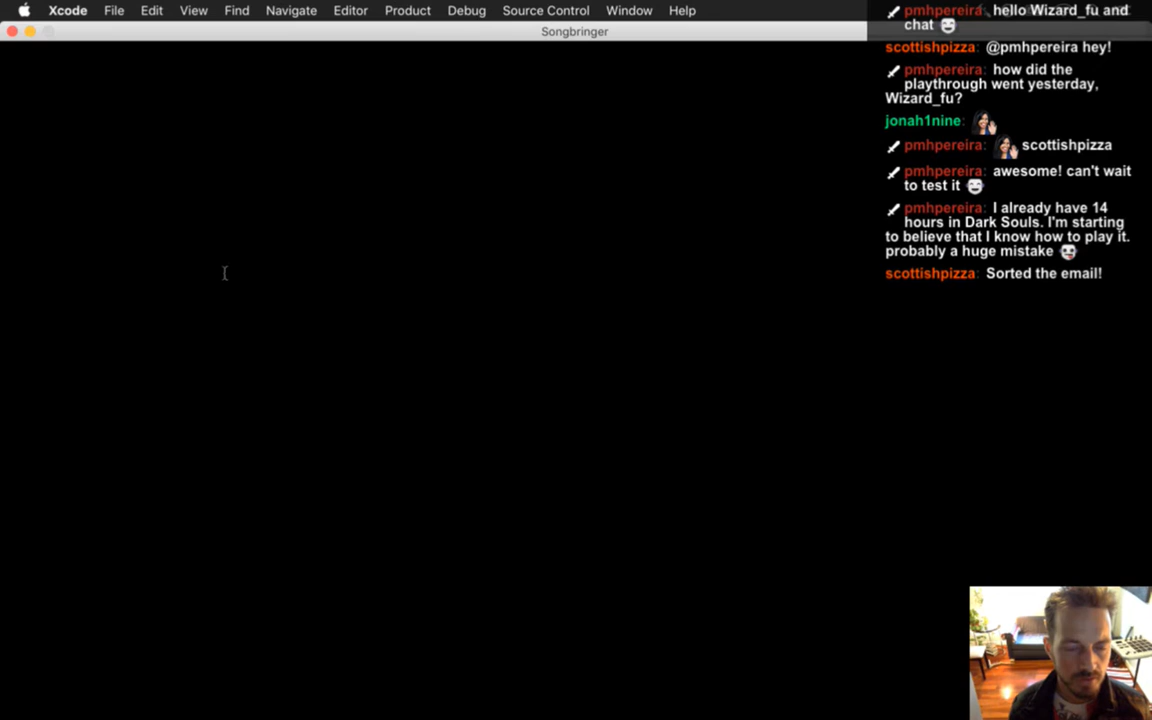 Xcode File Edit View Find Navigate Editor Product Debug Source Control Window Help
Songbringer
pmhpereira: hello Wizard_fu and
chat
scottishpizza: @pmhpereira hey!
pmhpereira: how did the
playthrough went yesterday,
Wizard_fu?
jonah1nine:
pmhpereira: scottishpizza
pmhpereira: awesome! can't wait
to test it
pmhpereira: I already have 14
hours in Dark Souls. I'm starting
to believe that I know how to play it.
probably a huge mistake
scottishpizza: Sorted the email!